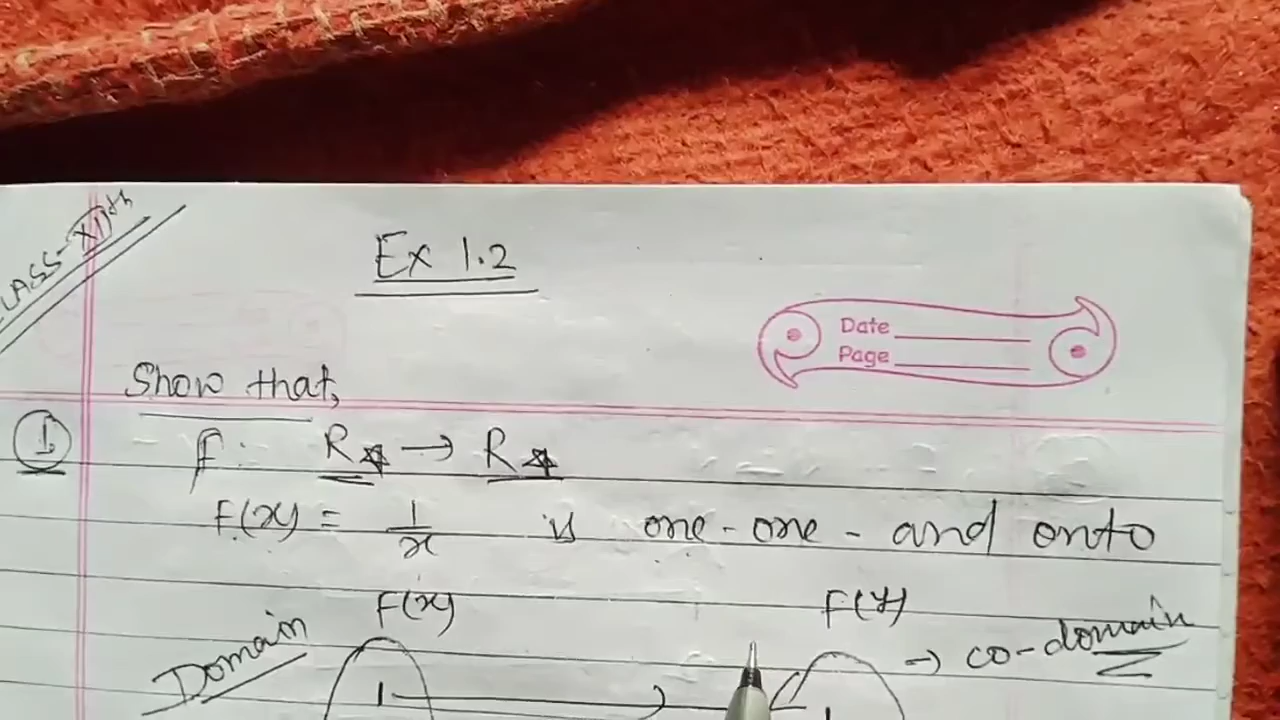 CLASS-XIIth
Ex 1.2
Date
Page
Show that,
1 f: R* → R*
F(x) = 1/x is one-one-and onto
F(x) F(y)
Domain → co-domain
1 1